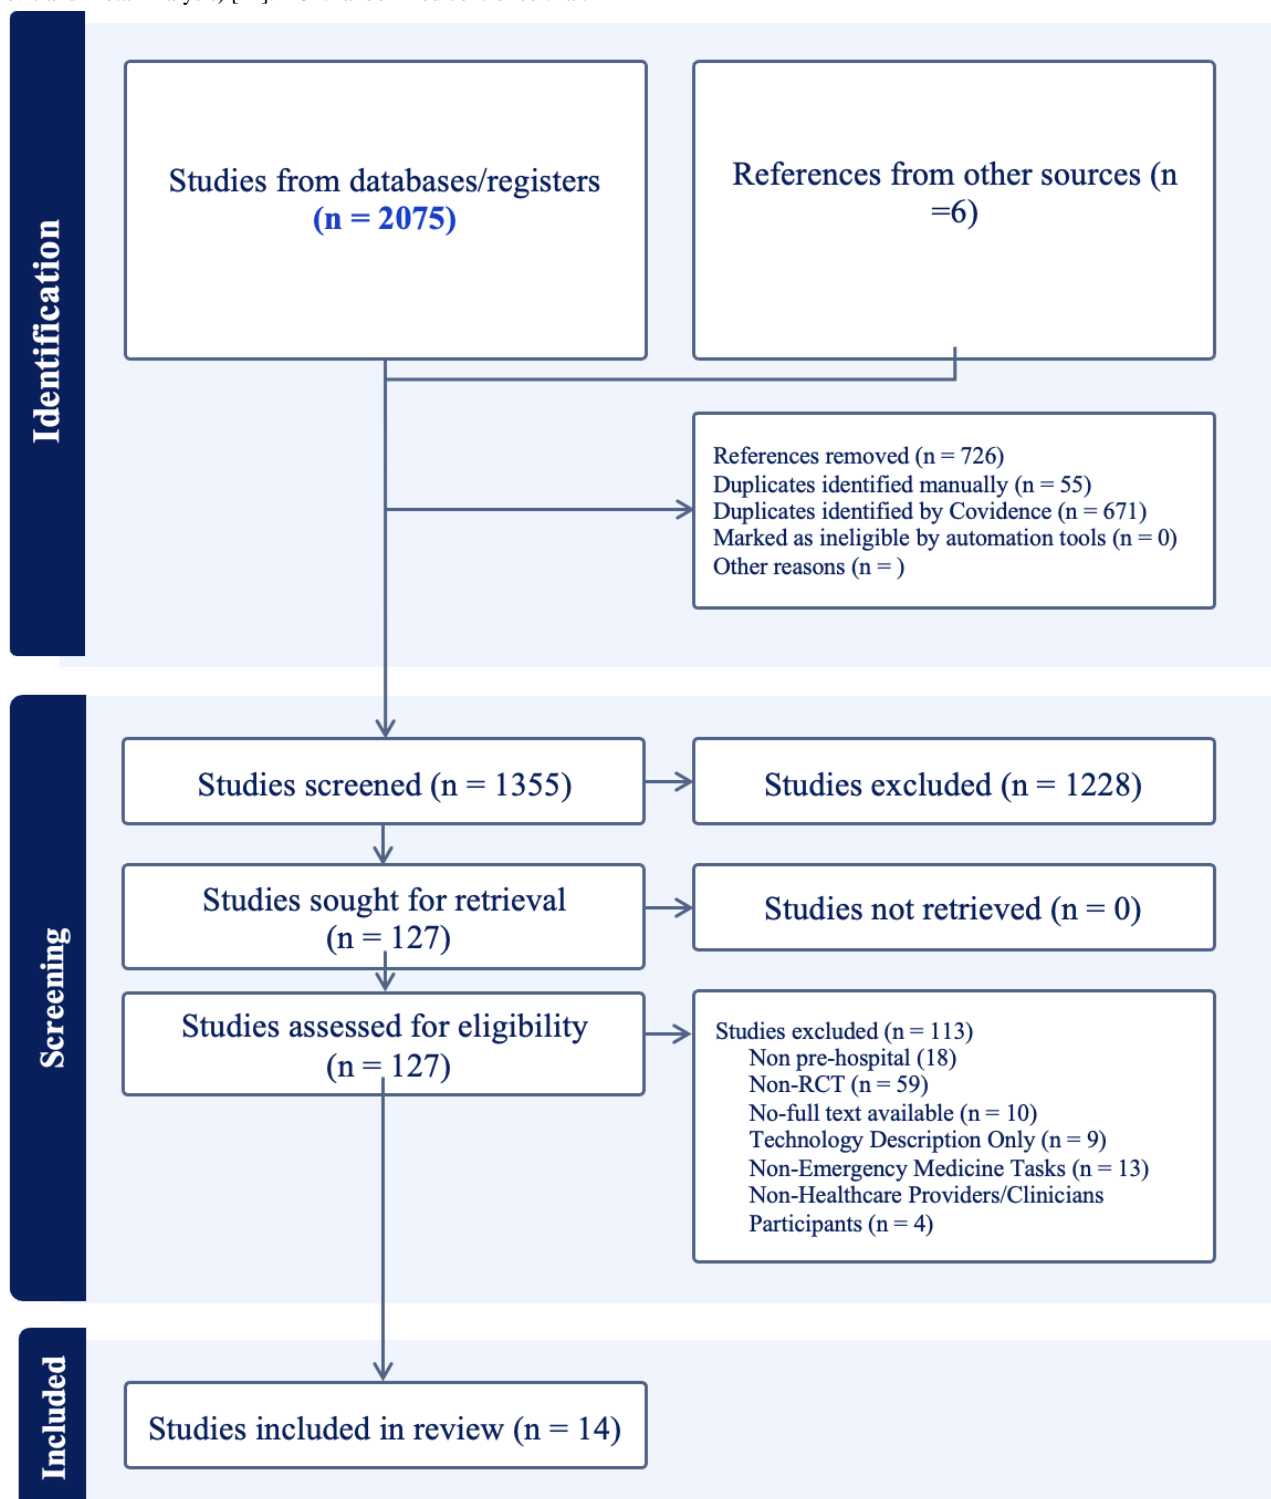 Identification
Studies from databases/registers
(n = 2075)
References from other sources (n
=6)
References removed (n = 726)
Duplicates identified manually (n = 55)
Duplicates identified by Covidence (n = 671)
Marked as ineligible by automation tools (n = 0)
Other reasons (n = )
Screening
Studies screened (n = 1355)
Studies excluded (n = 1228)
Studies sought for retrieval
(n = 127)
Studies not retrieved (n = 0)
Studies assessed for eligibility
(n = 127)
Studies excluded (n = 113)
Non pre-hospital (18)
Non-RCT (n = 59)
No-full text available (n = 10)
Technology Description Only (n = 9)
Non-Emergency Medicine Tasks (n = 13)
Non-Healthcare Providers/Clinicians
Participants (n = 4)
Included
Studies included in review (n = 14)